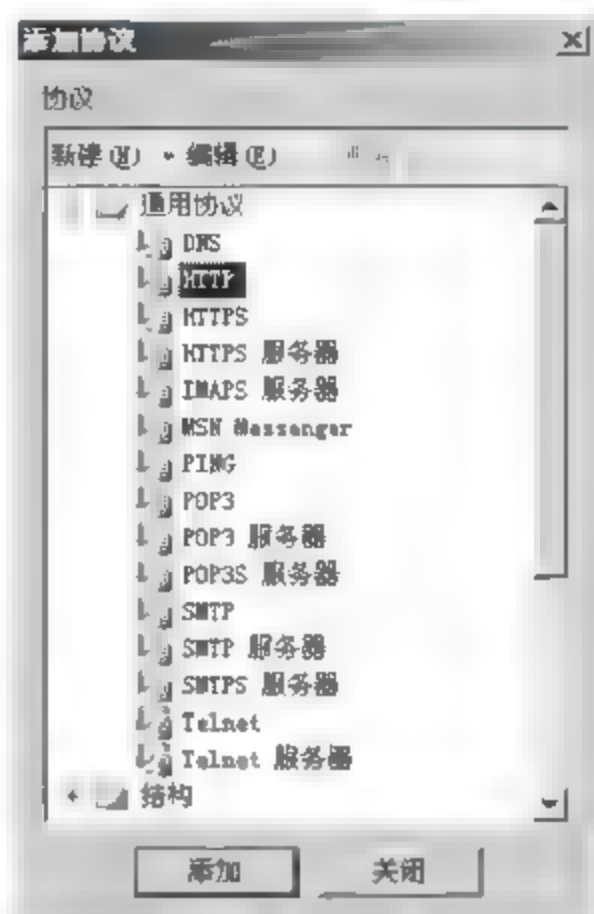 添加协议
协议
新建(N) 编辑(E)
通用协议
DNS
HTTP
HTTPS
HTTPS 服务器
IMAPS 服务器
MSN Messenger
PING
POP3
POP3 服务器
POP3S 服务器
SMTP
SMTP 服务器
SMTPS 服务器
Telnet
Telnet 服务器
结构
添加 关闭